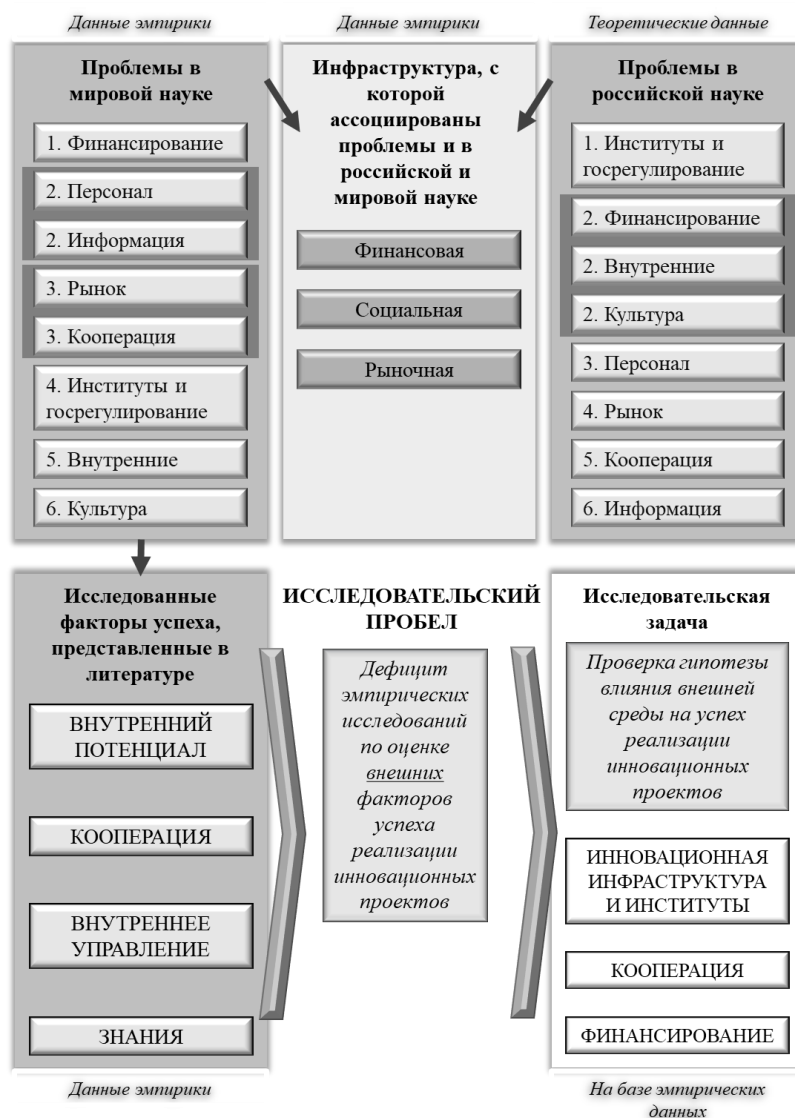 Данные эмпирики
Проблемы в
мировой науке
1. Финансирование
2. Персонал
2. Информация
3. Рынок
3. Кооперация
4. Институты и
госрегулирование
5. Внутренние
6. Культура
Данные эмпирики
Инфраструктура, с
которой
ассоциированы
проблемы и в
российской и
мировой науке
Финансовая
Социальная
Рыночная
Теоретические данные
Проблемы в
российской науке
1. Институты и
госрегулирование
2. Финансирование
2. Внутренние
2. Культура
3. Персонал
4. Рынок
5. Кооперация
6. Информация
Исследованные
факторы успеха,
представленные в
литературе
ВНУТРЕННИЙ
ПОТЕНЦИАЛ
КООПЕРАЦИЯ
ВНУТРЕННЕЕ
УПРАВЛЕНИЕ
ЗНАНИЯ
Данные эмпирики
ИССЛЕДОВАТЕЛЬСКИЙ
ПРОБЕЛ
Дефицит
эмпирических
исследований
по оценке
внешних
факторов
успеха
реализации
инновационных
проектов
Исследовательская
задача
Проверка гипотезы
влияния внешней
среды на успех
реализации
инновационных
проектов
ИННОВАЦИОННАЯ
ИНФРАСТРУКТУРА
И ИНСТИТУТЫ
КООПЕРАЦИЯ
ФИНАНСИРОВАНИЕ
На базе эмпирических
данных